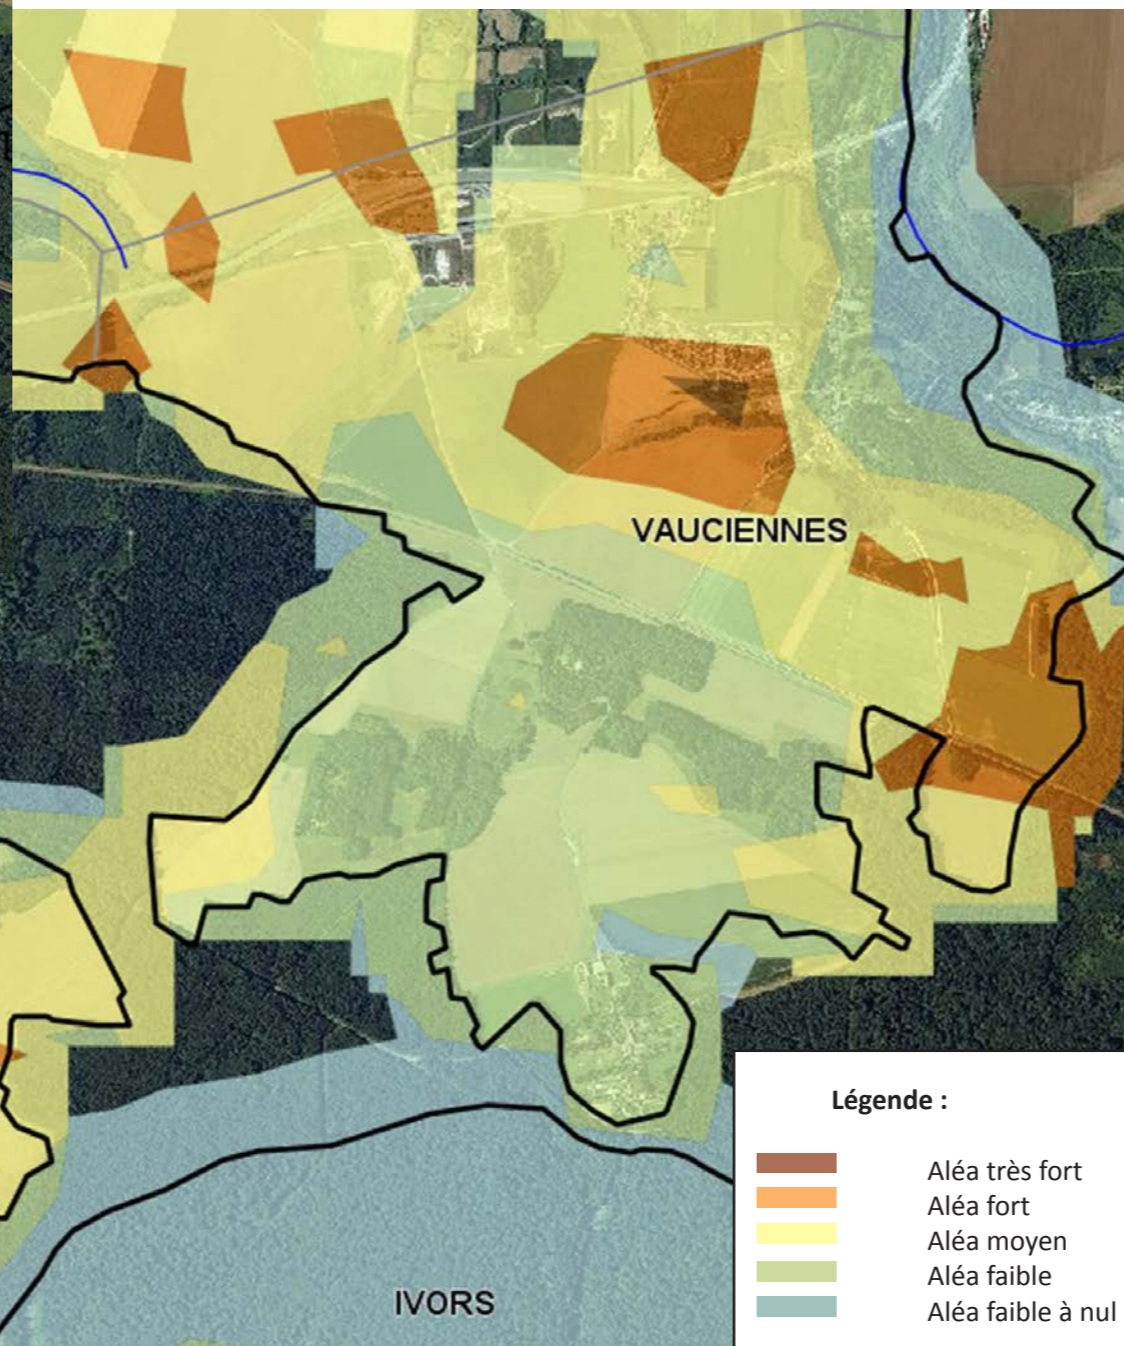 VAUCIENNES
Légende :
Aléa très fort
Aléa fort
Aléa moyen
Aléa faible
Aléa faible à nul
IVORS